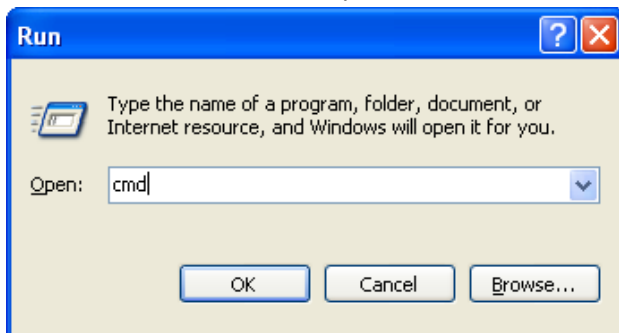 Run
Type the name of a program, folder, document, or
Internet resource, and Windows will open it for you.
Open: cmd
OK Cancel Browse...